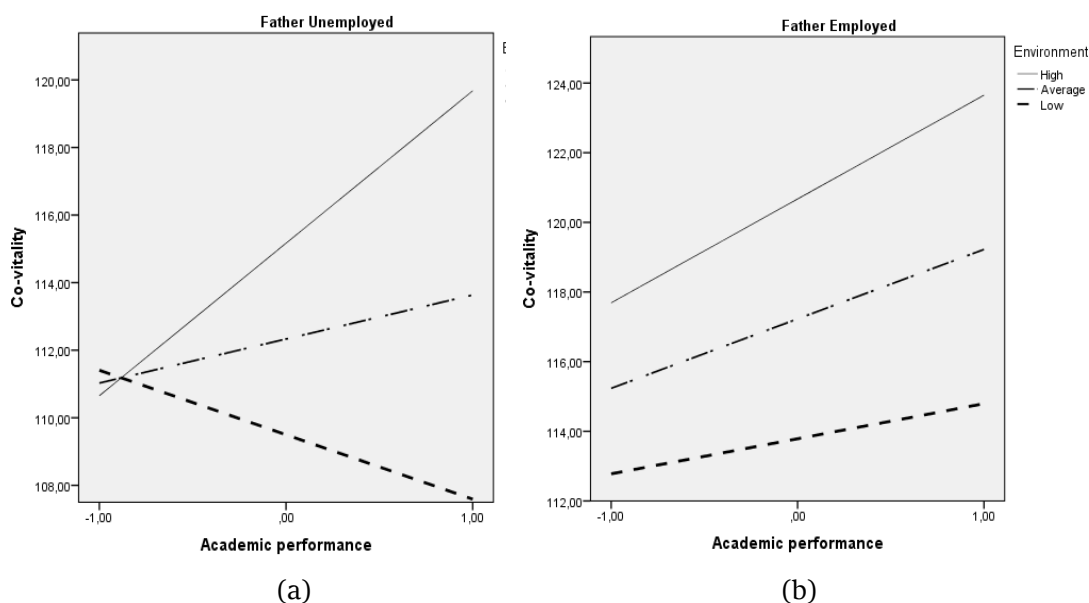 Father Unemployed
E
120,00
118,00
116,00
114,00
112,00
110,00
108,00
Co-vitality
-1,00
,00
1,00
Academic performance
(a)
Father Employed
Environment
High
Average
Low
124,00
122,00
120,00
118,00
116,00
114,00
112,00
Co-vitality
-1,00
,00
1,00
Academic performance
(b)